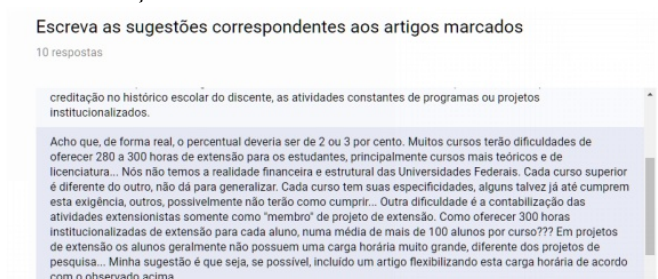 Escreva as sugestões correspondentes aos artigos marcados
10 respostas
creditação no histórico escolar do discente, as atividades constantes de programas ou projetos
institucionalizados.
Acho que, de forma real, o percentual deveria ser de 2 ou 3 por cento. Muitos cursos terão dificuldades de
oferecer 280 a 300 horas de extensão para os estudantes, principalmente cursos mais teóricos e de
licenciatura... Nós não temos a realidade financeira e estrutural das Universidades Federais. Cada curso superior
é diferente do outro, não dá para generalizar. Cada curso tem suas especificidades, alguns talvez já até cumprem
esta exigência, outros, possivelmente não terão como cumprir... Outra dificuldade é a contabilização das
atividades extensionistas somente como "membro" de projeto de extensão. Como oferecer 300 horas
institucionalizadas de extensão para cada aluno, numa média de mais de 100 alunos por curso??? Em projetos
de extensão os alunos geralmente não possuem uma carga horária muito grande, diferente dos projetos de
pesquisa... Minha sugestão é que seja, se possível, incluído um artigo flexibilizando esta carga horária de acordo
com o observado acima.